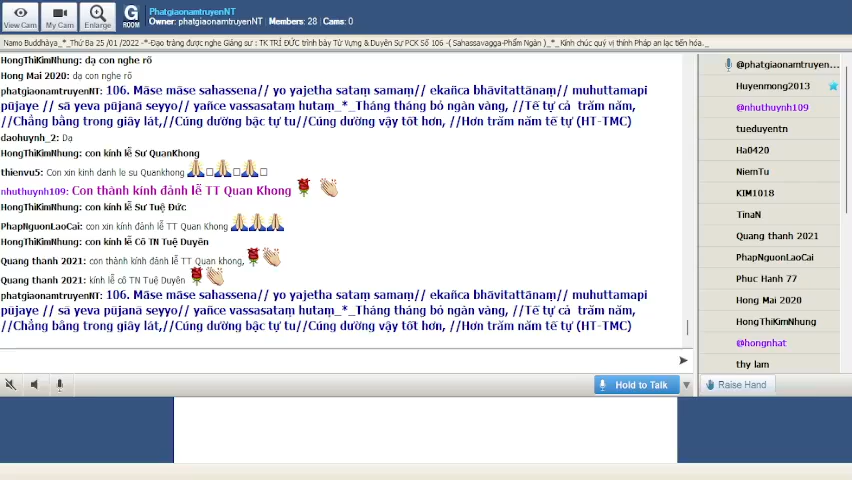 View Cam
My Cam
Enlarge
G
ROOM
PhatgiaonamtruyenNT
Owner: phatgiaonamtruyenNT | Members: 28 | Cams: 0
Namo Buddhàya_*_Thứ Ba 25 /01 /2022 -*-Đạo tràng được nghe Giảng sư : TK TRÍ ĐỨC trình bày Từ Vựng & Duyên Sự PCK Số 106 -( Sahassavagga-Phẩm Ngàn )_*_Kính chúc quý vị thính Pháp an lạc tiến hóa._
HongThiKimNhung: dạ con nghe rõ
Hong Mai 2020: dạ con nghe rõ
phatgiaonamtruyenNT: 106. Māse māse sahassena// yo yajetha sataṃ samaṃ// ekañca bhāvitattānaṃ// muhuttamapi
pūjaye // sā yeva pūjanā seyyo// yañce vassasataṃ hutaṃ_*_Tháng tháng bỏ ngàn vàng, //Tế tự cả  trăm năm,
//Chẳng bằng trong giây lát,//Cúng dường bậc tự tu//Cúng dường vậy tốt hơn, //Hơn trăm năm tế tự (HT-TMC)
daohuynh_2: Dạ
HongThiKimNhung: con kính lễ Sư QuanKhong
thienvu5: Con xin kính đảnh le su Quankhong
nhuthuynh109: Con thành kính đảnh lễ TT Quan Khong
HongThiKimNhung: con kính lễ Sư Tuệ Đức
PhapNguonLaoCai: con xin kính đảnh lễ TT Quan Khong
HongThiKimNhung: con kính lễ Cô TN Tuệ Duyên
Quang thanh 2021: con thành kính đảnh lễ TT Quan khong,
Quang thanh 2021: kính lễ cô TN Tuệ Duyên
phatgiaonamtruyenNT: 106. Māse māse sahassena// yo yajetha sataṃ samaṃ// ekañca bhāvitattānaṃ// muhuttamapi
pūjaye // sā yeva pūjanā seyyo// yañce vassasataṃ hutaṃ_*_Tháng tháng bỏ ngàn vàng, //Tế tự cả  trăm năm,
//Chẳng bằng trong giây lát,//Cúng dường bậc tự tu//Cúng dường vậy tốt hơn, //Hơn trăm năm tế tự (HT-TMC)
Hold to Talk
@phatgiaonamtruyen...
Huyenmong2013
@nhuthuynh109
tueduyentn
Ha0420
NiemTu
KIM1018
TinaN
Quang thanh 2021
PhapNguonLaoCai
Phuc Hanh 77
Hong Mai 2020
HongThiKimNhung
@hongnhat
thy lam
Raise Hand